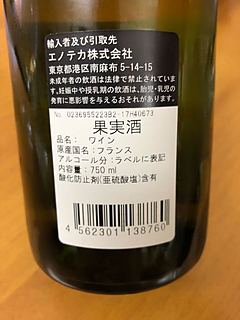 輸入者及び引取先
エノテカ株式会社
東京都港区南麻布 5-14-15
未成年者の飲酒は法律で禁止されています。
妊娠中や授乳期の飲酒は、胎児・乳児の
発育に悪影響を与えるおそれがあります。
No. 0236955223B2-17H40673
果実酒
品名: ワイン
原産国名:フランス
アルコール分:ラベルに表記
内容量:750 ml
酸化防止剤(亜硫酸塩)含有
4 562301 138760